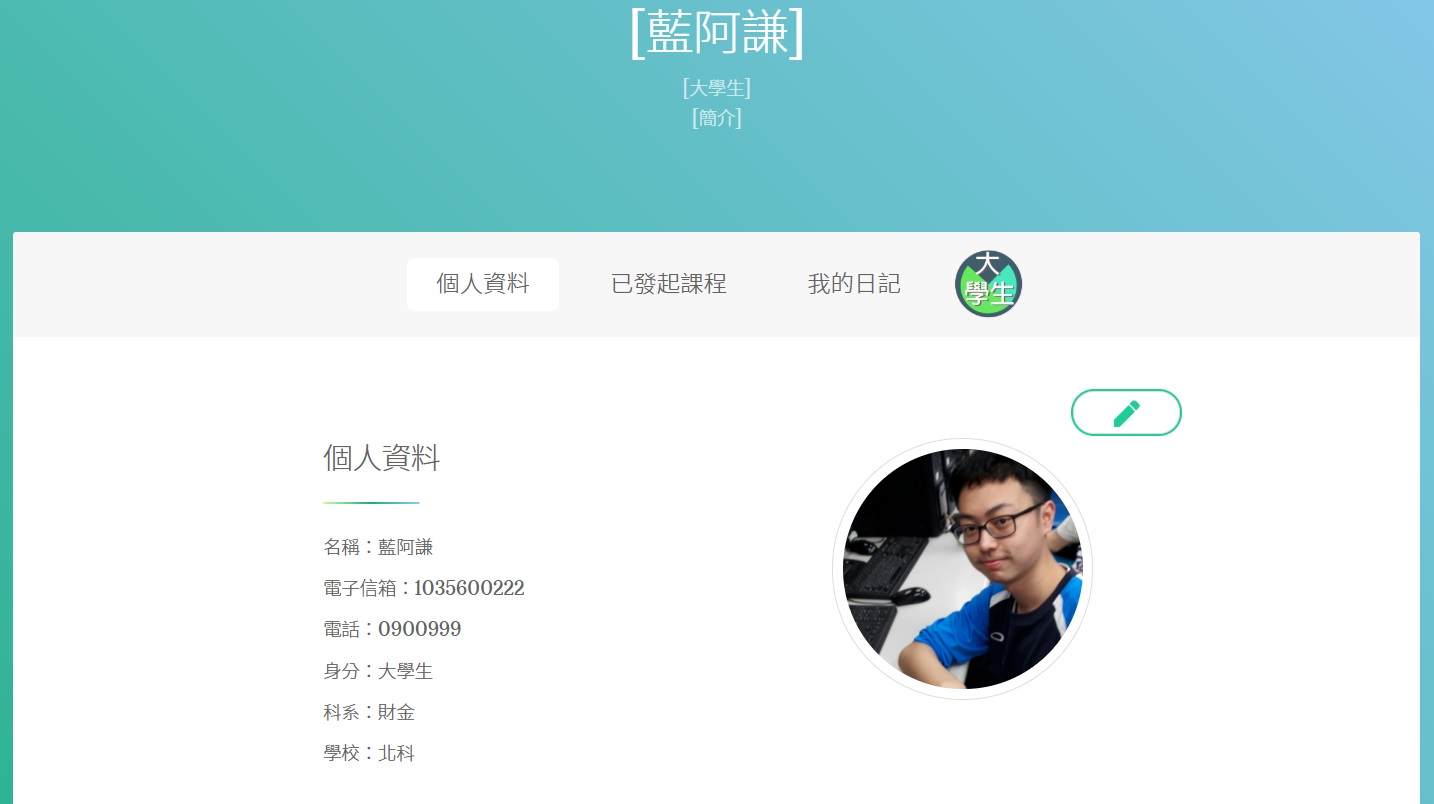 [藍阿謙]
[大學生]
[簡介]
個人資料 已發起課程 我的日記 大
學生
個人資料
名稱：藍阿謙
電子信箱：1035600222
電話：0900999
身分：大學生
科系：財金
學校：北科